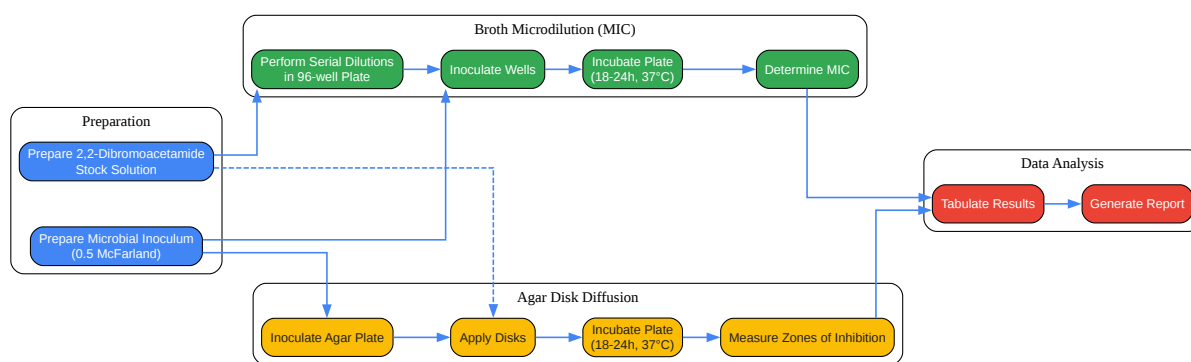 Broth Microdilution (MIC)
Perform Serial Dilutions
in 96-well Plate
Inoculate Wells
Incubate Plate
(18-24h, 37°C)
Determine MIC
Preparation
Prepare 2,2-Dibromoacetamide
Stock Solution
Prepare Microbial Inoculum
(0.5 McFarland)
Data Analysis
Tabulate Results
Generate Report
Agar Disk Diffusion
Inoculate Agar Plate
Apply Disks
Incubate Plate
(18-24h, 37°C)
Measure Zones of Inhibition